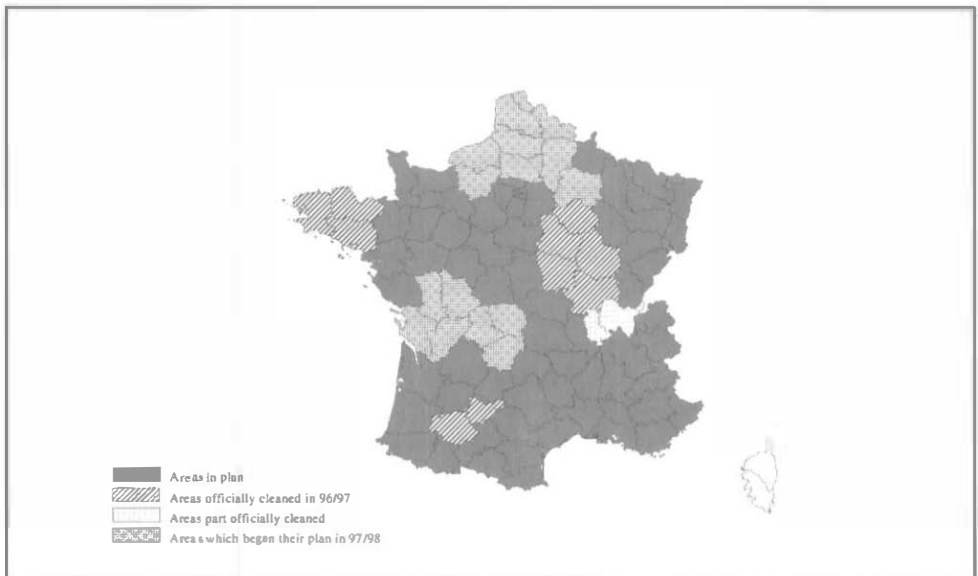 Areas in plan
Areas officially cleaned in 96/97
Areas part officially cleaned
Areas which began their plan in 97/98